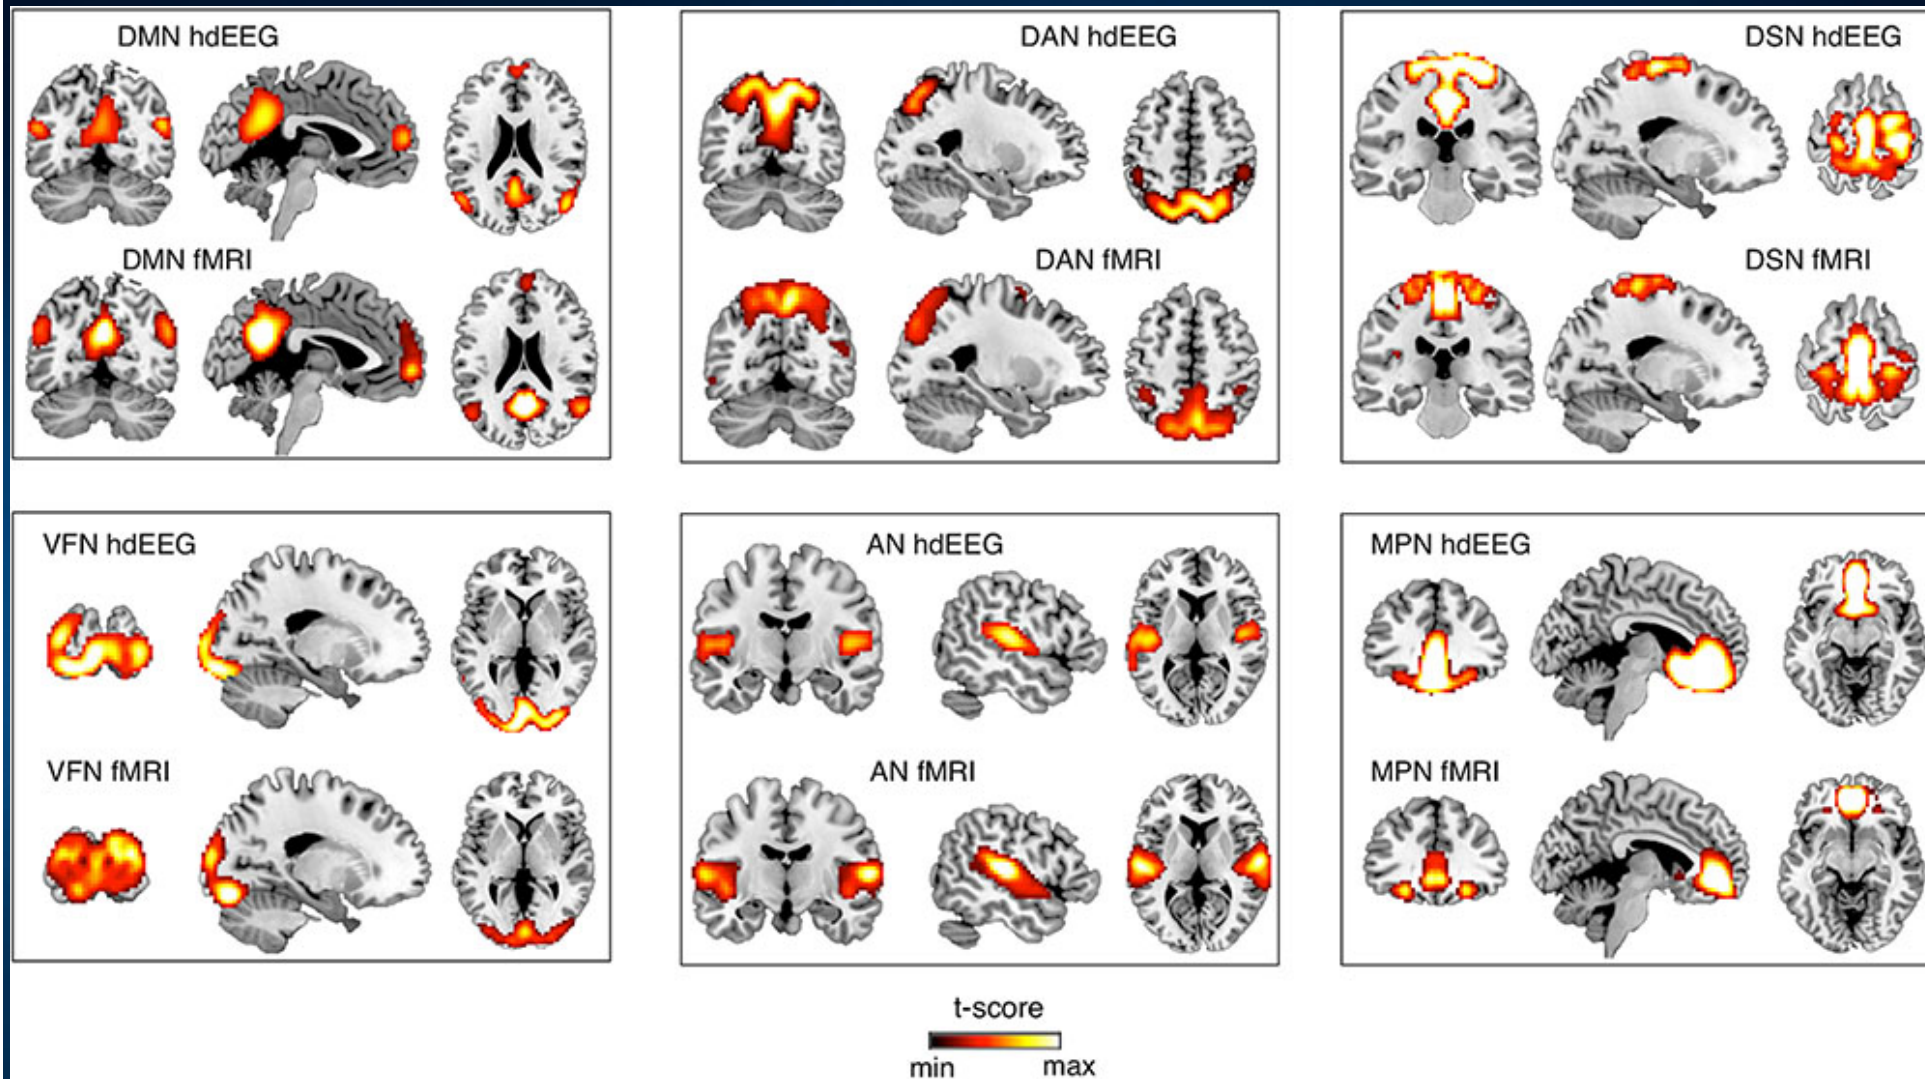 DMN hdEEG
DMN fMRI
DAN hdEEG
DAN fMRI
DSN hdEEG
DSN fMRI
VFN hdEEG
VFN fMRI
AN hdEEG
AN fMRI
MPN hdEEG
MPN fMRI
t-score
min max